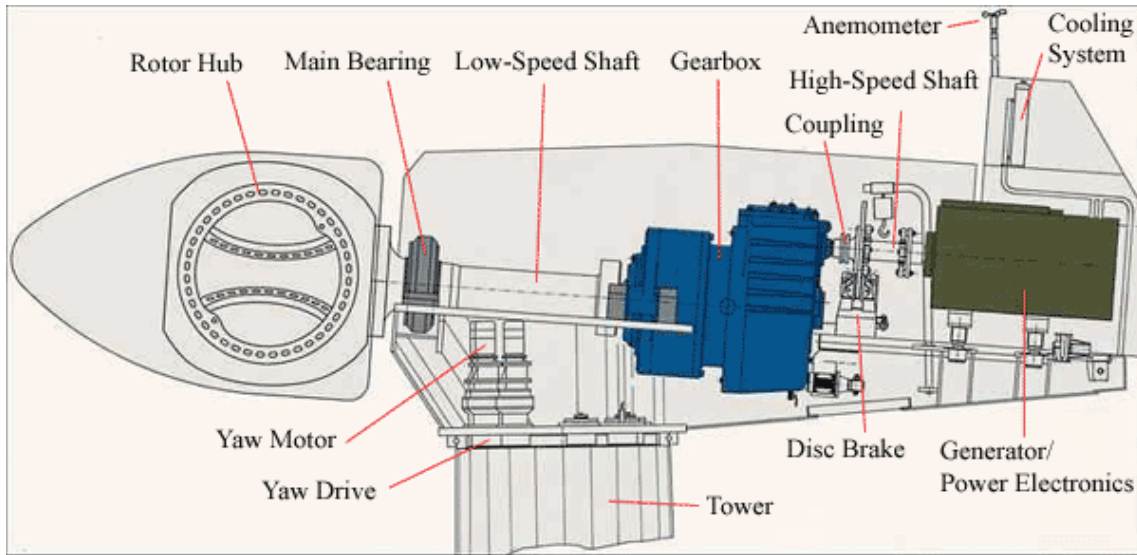 Anemometer
Cooling
System
Rotor Hub
Main Bearing
Low-Speed Shaft
Gearbox
High-Speed Shaft
Coupling
Yaw Motor
Yaw Drive
Tower
Disc Brake
Generator/
Power Electronics